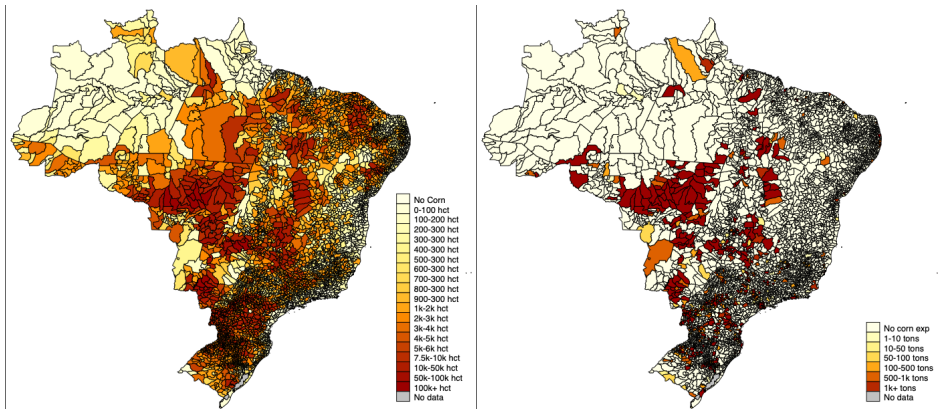 No Corn
0-100 hct
100-200 hct
200-300 hct
300-300 hct
400-300 hct
500-300 hct
600-300 hct
700-300 hct
800-300 hct
900-300 hct
1k-2k hct
2k-3k hct
3k-4k hct
4k-5k hct
5k-6k hct
7.5k-10k hct
10k-50k hct
50k-100k hct
100k+ hct
No data
No corn exp
1-10 tons
10-50 tons
50-100 tons
100-500 tons
500-1k tons
1k+ tons
No data